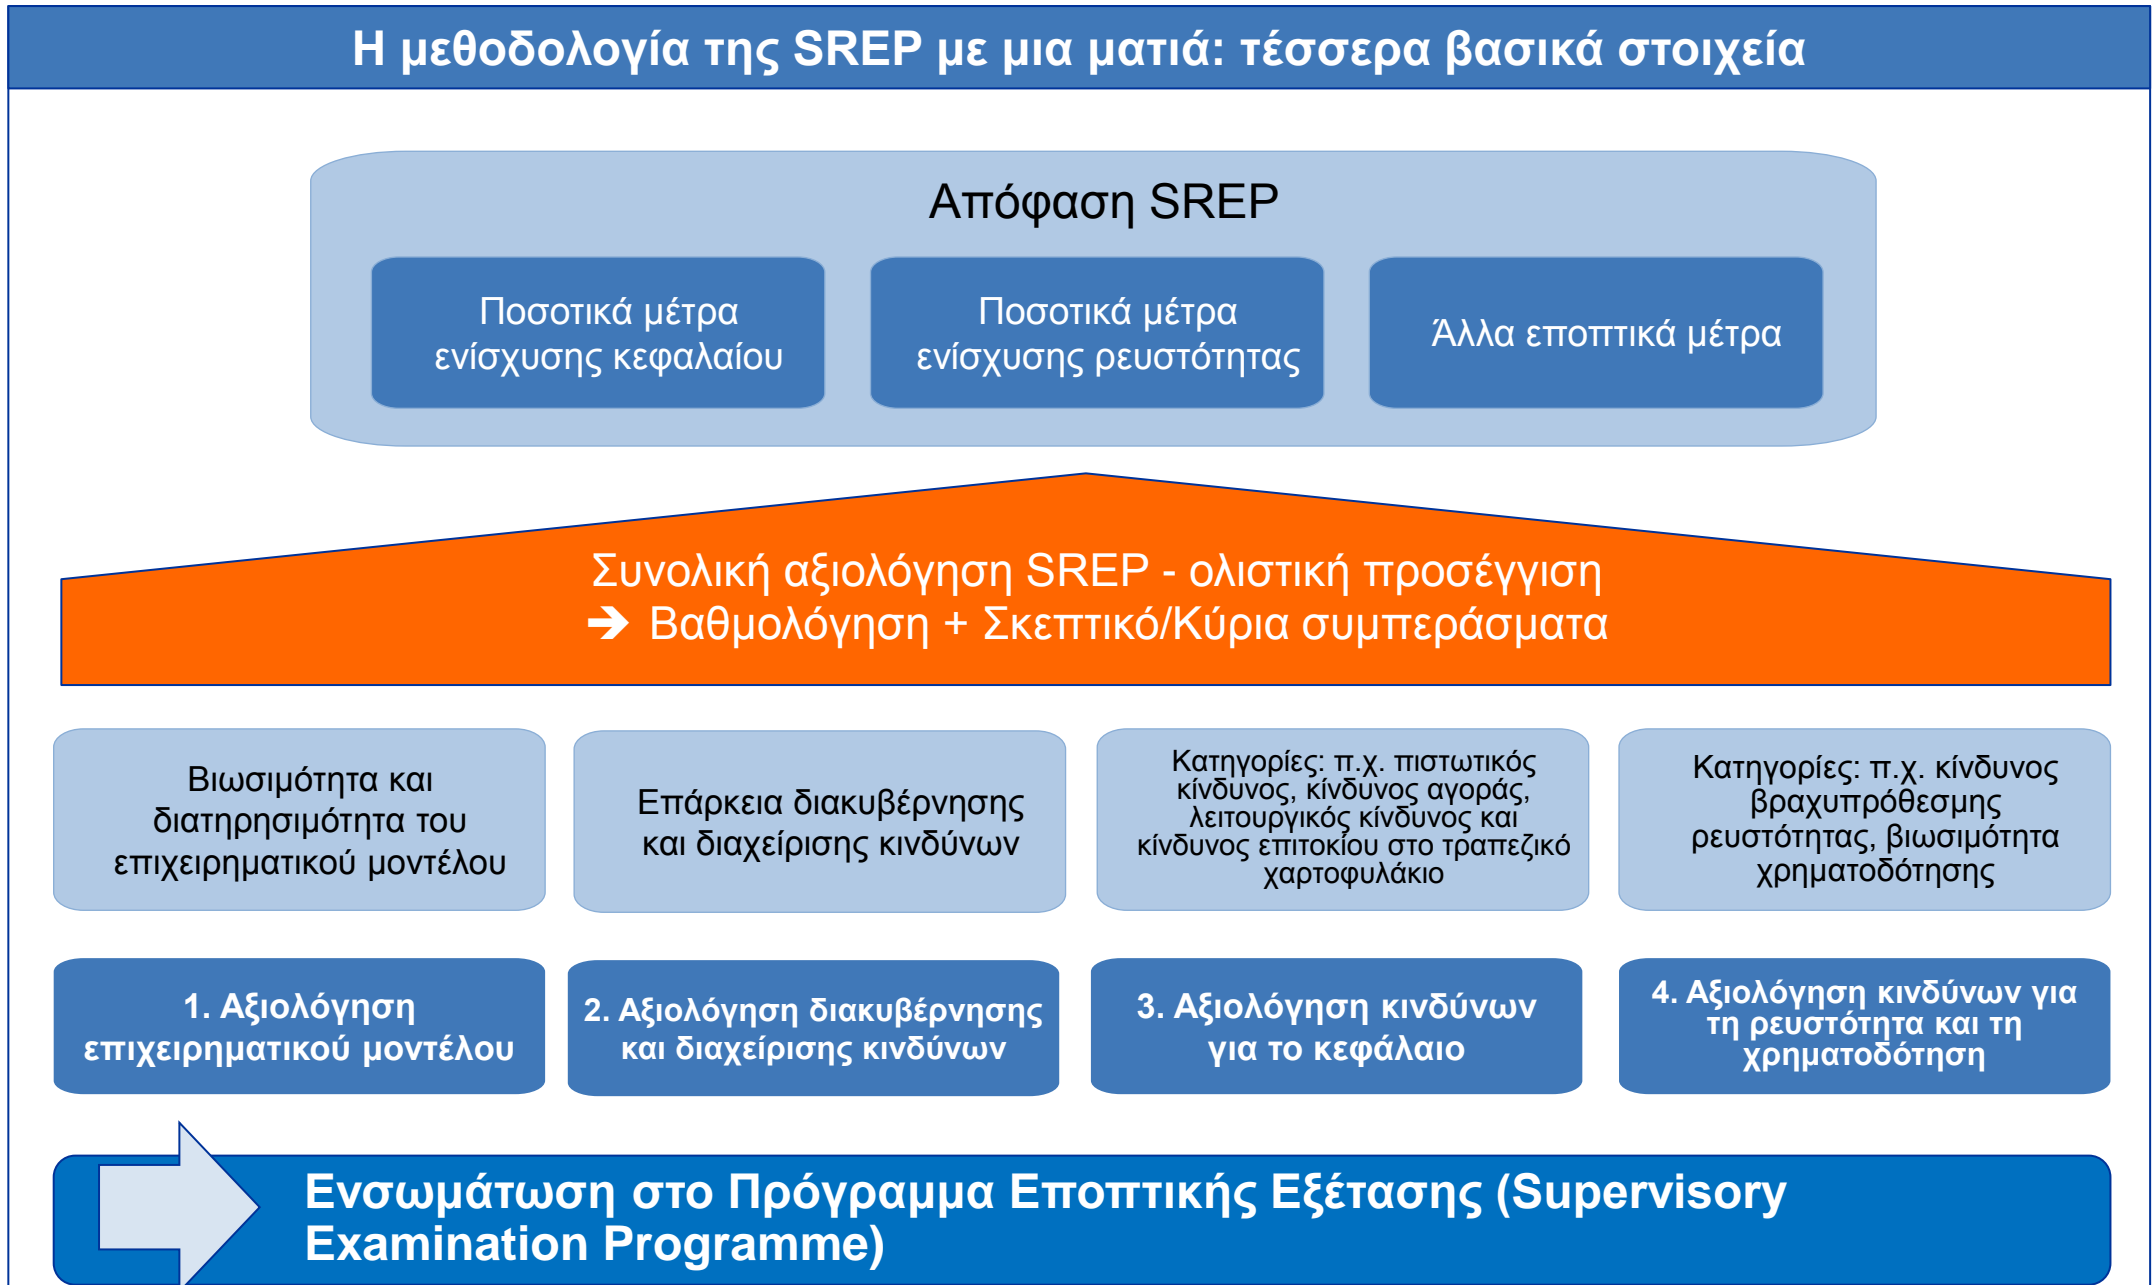 Η μεθοδολογία της SREP με μια ματιά: τέσσερα βασικά στοιχεία
Απόφαση SREP
Ποσοτικά μέτρα
ενίσχυσης κεφαλαίου
Ποσοτικά μέτρα
ενίσχυσης ρευστότητας
Άλλα εποπτικά μέτρα
Συνολική αξιολόγηση SREP - ολιστική προσέγγιση
➔ Βαθμολόγηση + Σκεπτικό/Κύρια συμπεράσματα
Βιωσιμότητα και
διατηρησιμότητα του
επιχειρηματικού μοντέλου
Επάρκεια διακυβέρνησης
και διαχείρισης κινδύνων
Κατηγορίες: π.χ. πιστωτικός
κίνδυνος, κίνδυνος αγοράς,
λειτουργικός κίνδυνος και
κίνδυνος επιτοκίου στο τραπεζικό
χαρτοφυλάκιο
Κατηγορίες: π.χ. κίνδυνος
βραχυπρόθεσμης
ρευστότητας, βιωσιμότητα
χρηματοδότησης
1. Αξιολόγηση
επιχειρηματικού μοντέλου
2. Αξιολόγηση διακυβέρνησης
και διαχείρισης κινδύνων
3. Αξιολόγηση κινδύνων
για το κεφάλαιο
4. Αξιολόγηση κινδύνων για
τη ρευστότητα και τη
χρηματοδότηση
Ενσωμάτωση στο Πρόγραμμα Εποπτικής Εξέτασης (Supervisory
Examination Programme)